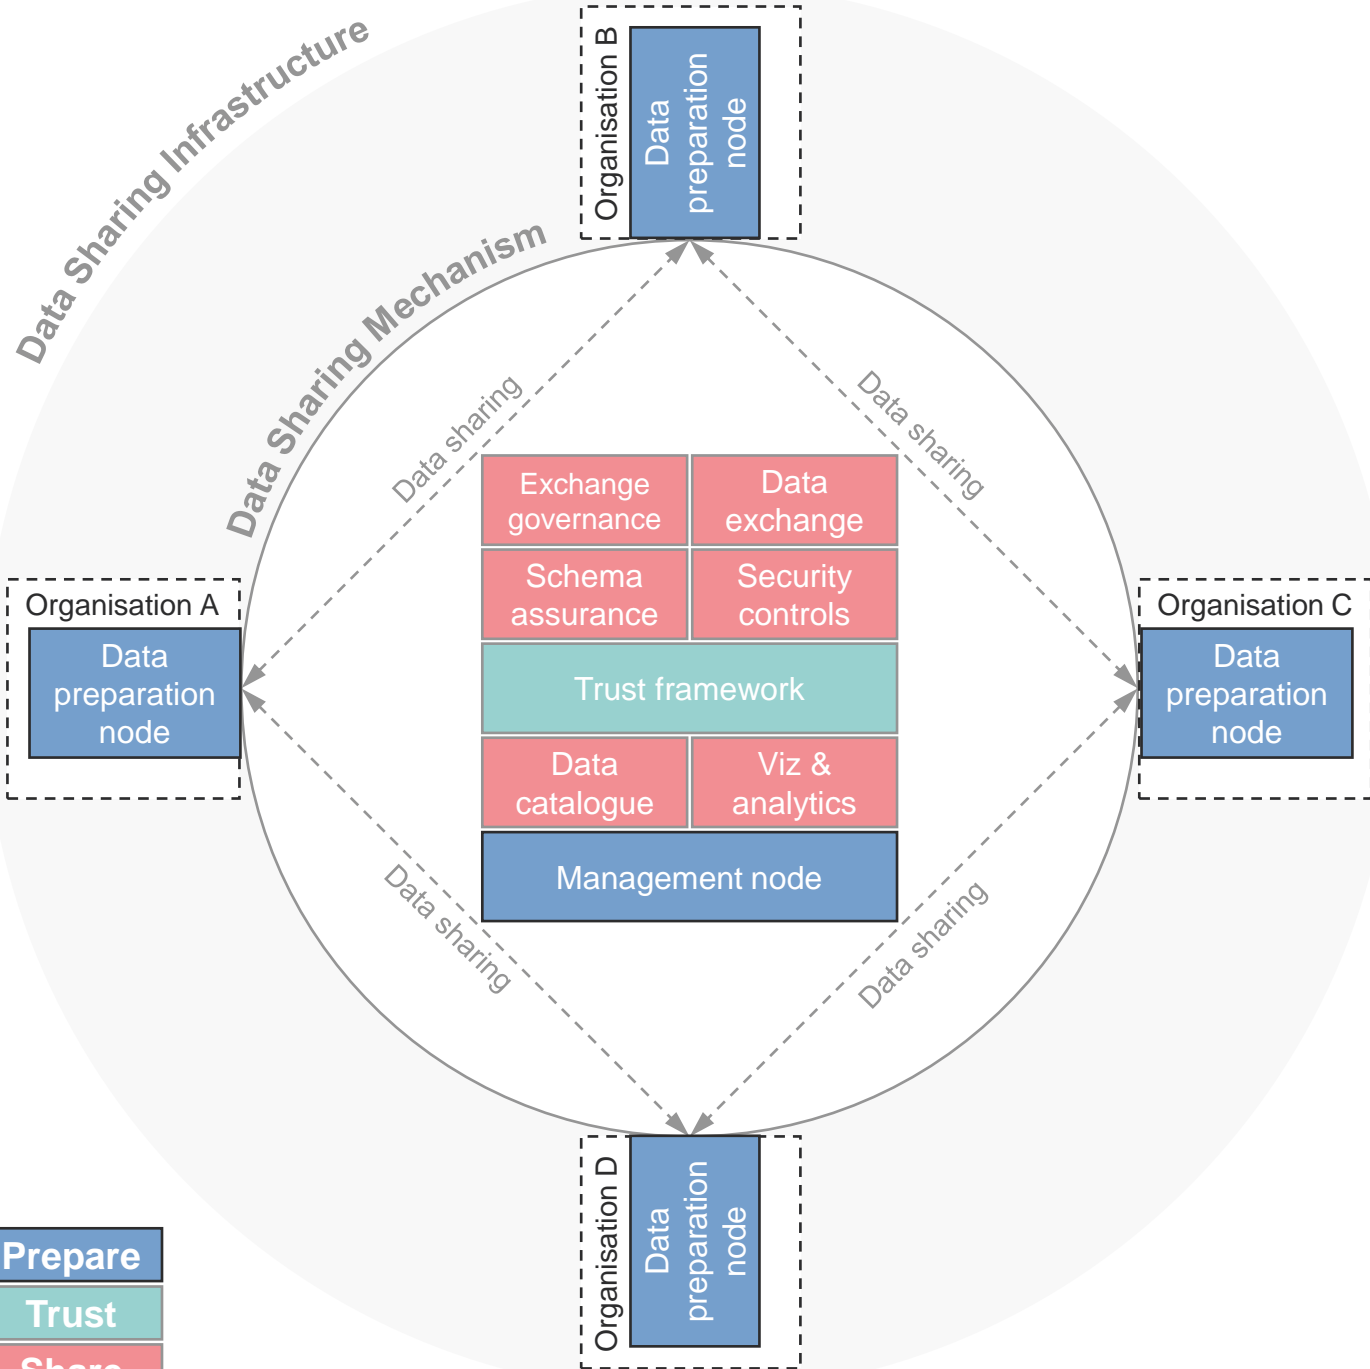 Data Sharing Infrastructure
Data Sharing Mechanism
Organisation B
Data
preparation
node
Data sharing
Data sharing
Exchange
governance
Data
exchange
Schema
assurance
Security
controls
Organisation A
Data
preparation
node
Trust framework
Organisation C
Data
preparation
node
Data
catalogue
Viz &
analytics
Management node
Data sharing
Data sharing
Organisation D
Data
preparation
node
Prepare
Trust
Share